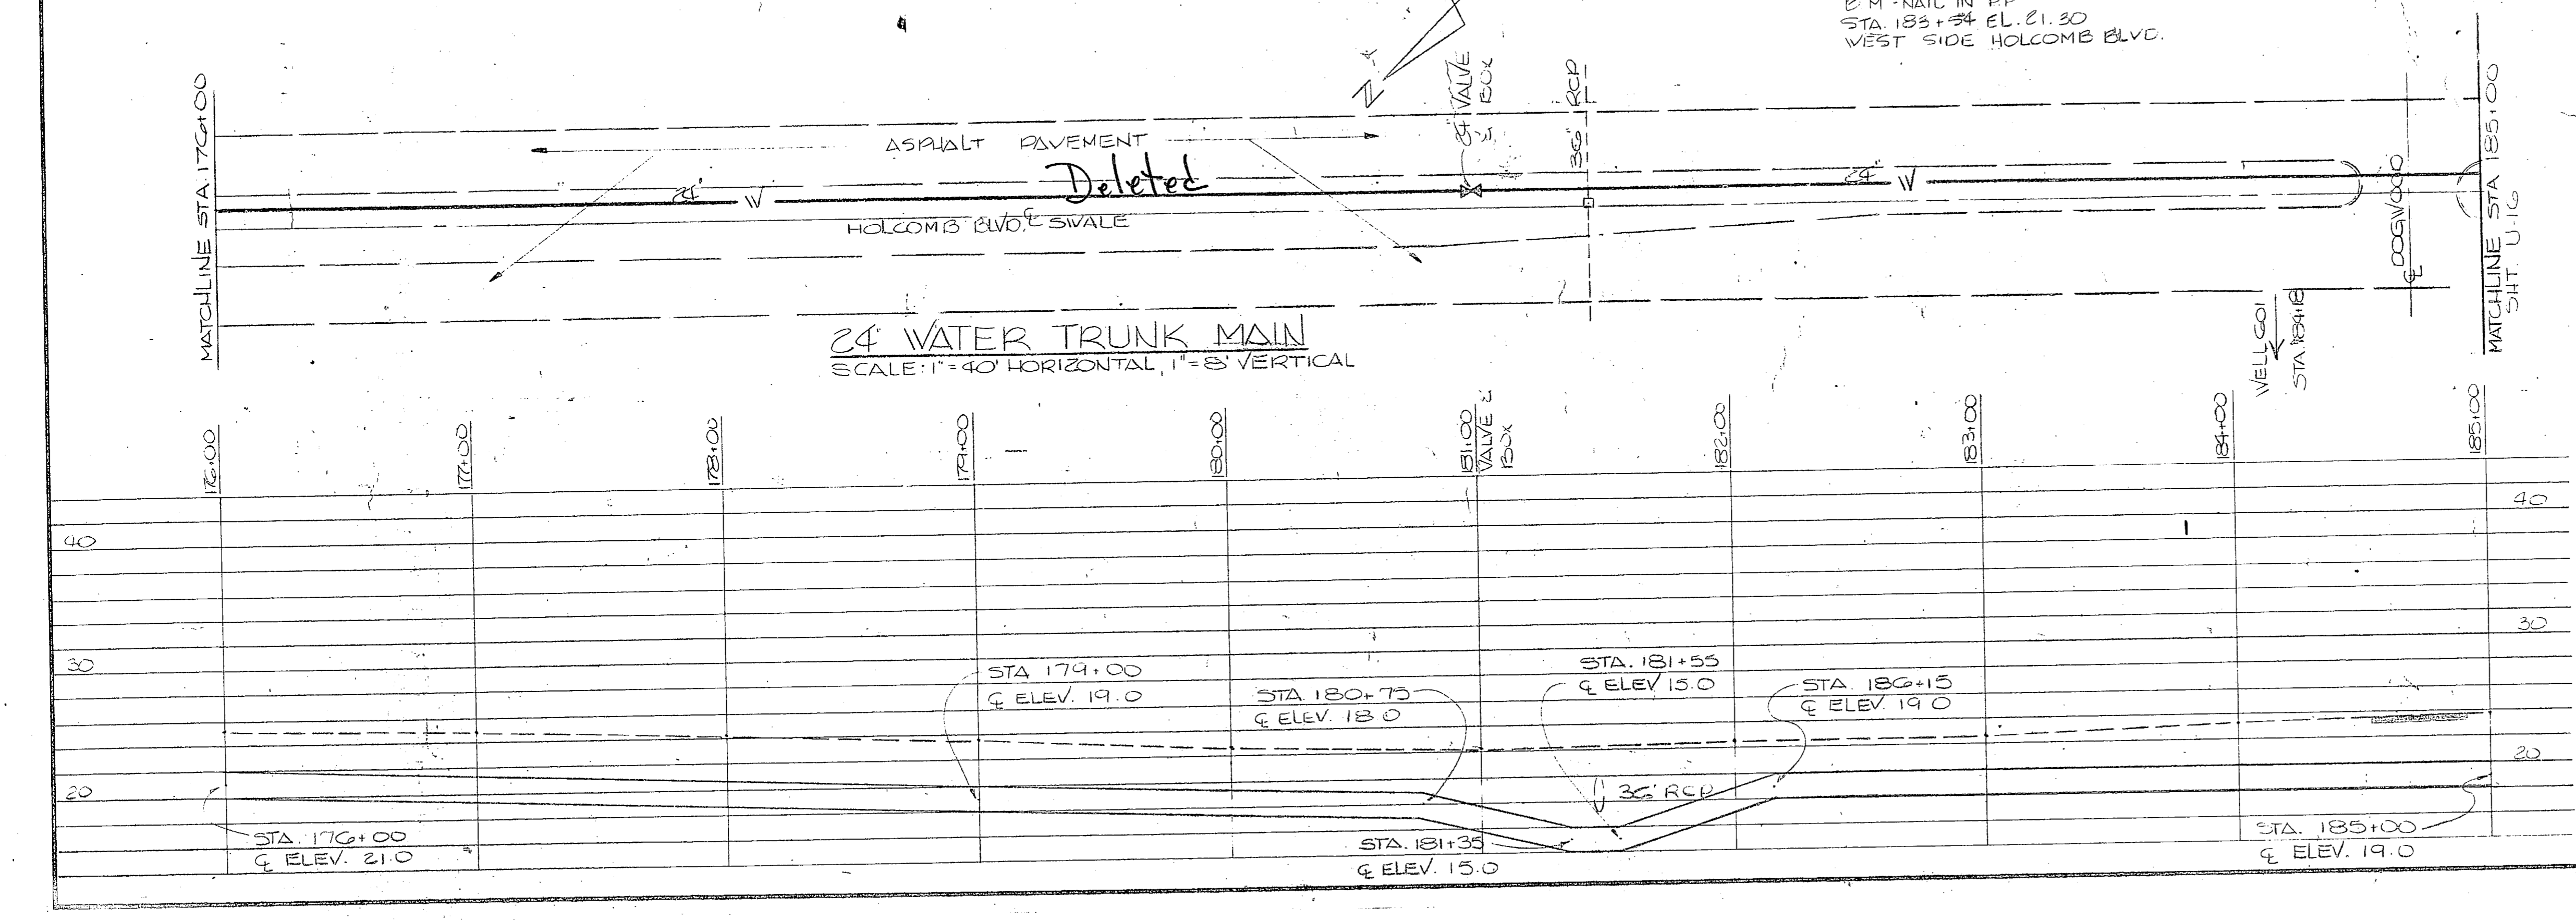 B M - NAIL IN P.P
STA. 183+54 EL. 21.30
WEST SIDE HOLCOMB BLVD.
MATCHLINE STA. 176+00
N
24" VALVE
& BOX
36" RCP
ASPHALT PAVEMENT
Deleted
24" W
24" W
HOLCOMB BLVD. ℄ SWALE
℄ DOGWOOD
MATCHLINE STA 185+00
SHT. U-16
WELL 601
STA. 184+18
24" WATER TRUNK MAIN
SCALE: 1"=40' HORIZONTAL, 1"=8' VERTICAL
176+00
177+00
178+00
179+00
180+00
181+00
VALVE &
BOX
182+00
183+00
184+00
185+00
40
40
30
30
20
20
STA 179+00
℄ ELEV. 19.0
STA. 180+75
℄ ELEV. 18.0
STA. 181+55
℄ ELEV 15.0
STA. 186+15
℄ ELEV. 19.0
36" RCP
STA. 176+00
℄ ELEV. 21.0
STA. 181+35
℄ ELEV. 15.0
STA. 185+00
℄ ELEV. 19.0